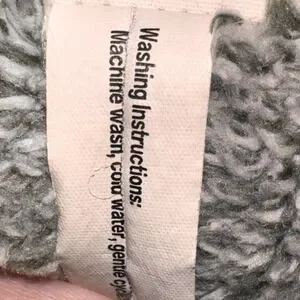 Washing Instructions:
Machine wash, cold water, gentle